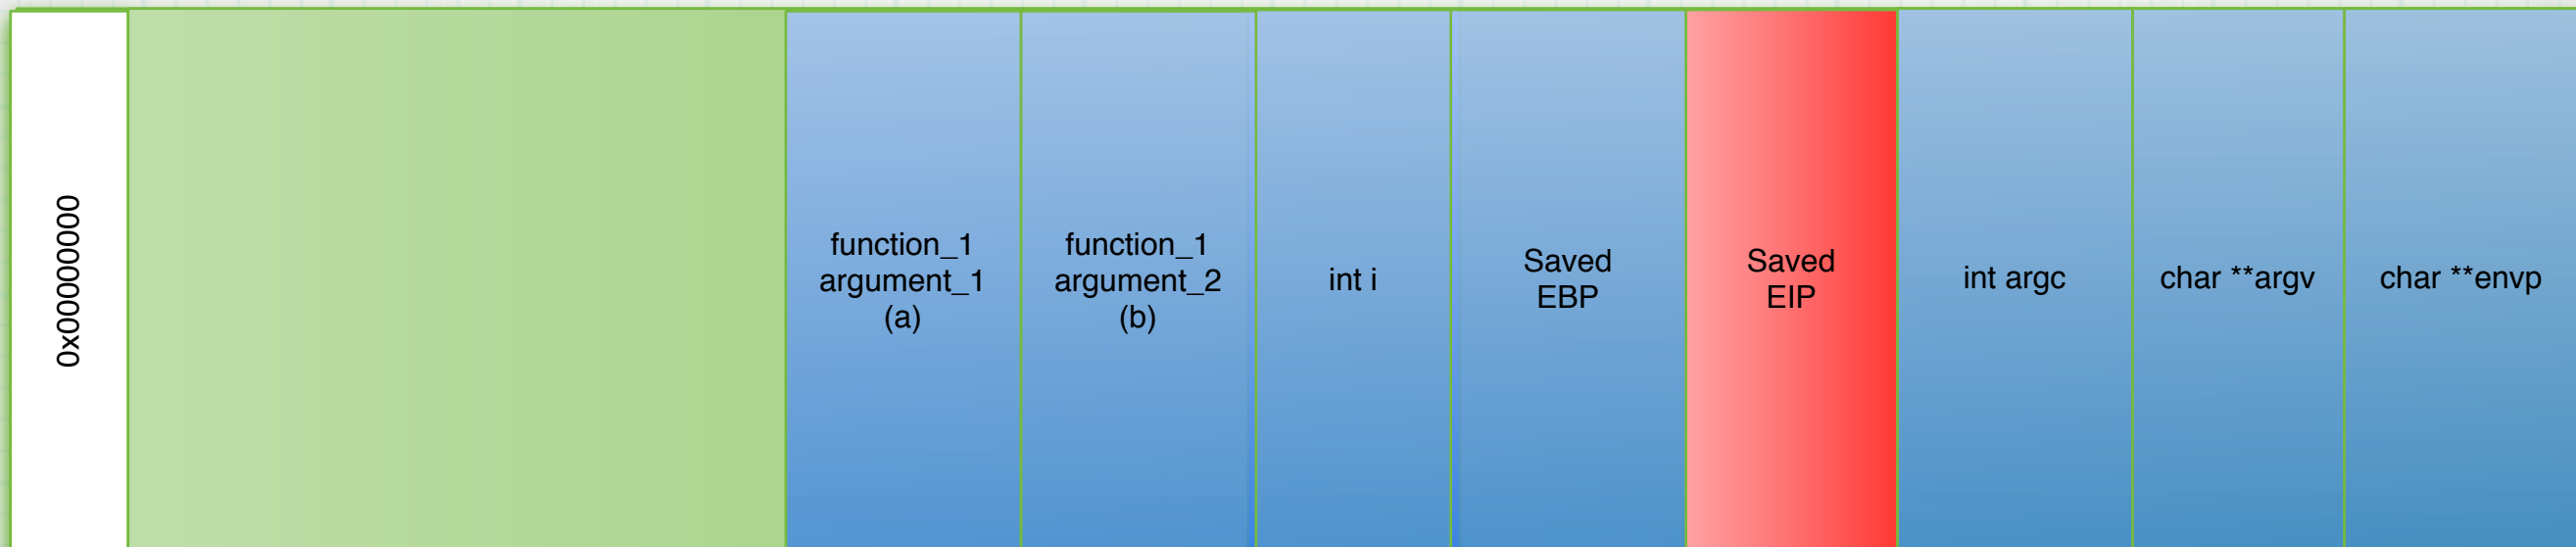 0x00000000
function_1
argument_1
(a)
function_1
argument_2
(b)
int i
Saved
EBP
Saved
EIP
int argc
char **argv
char **envp